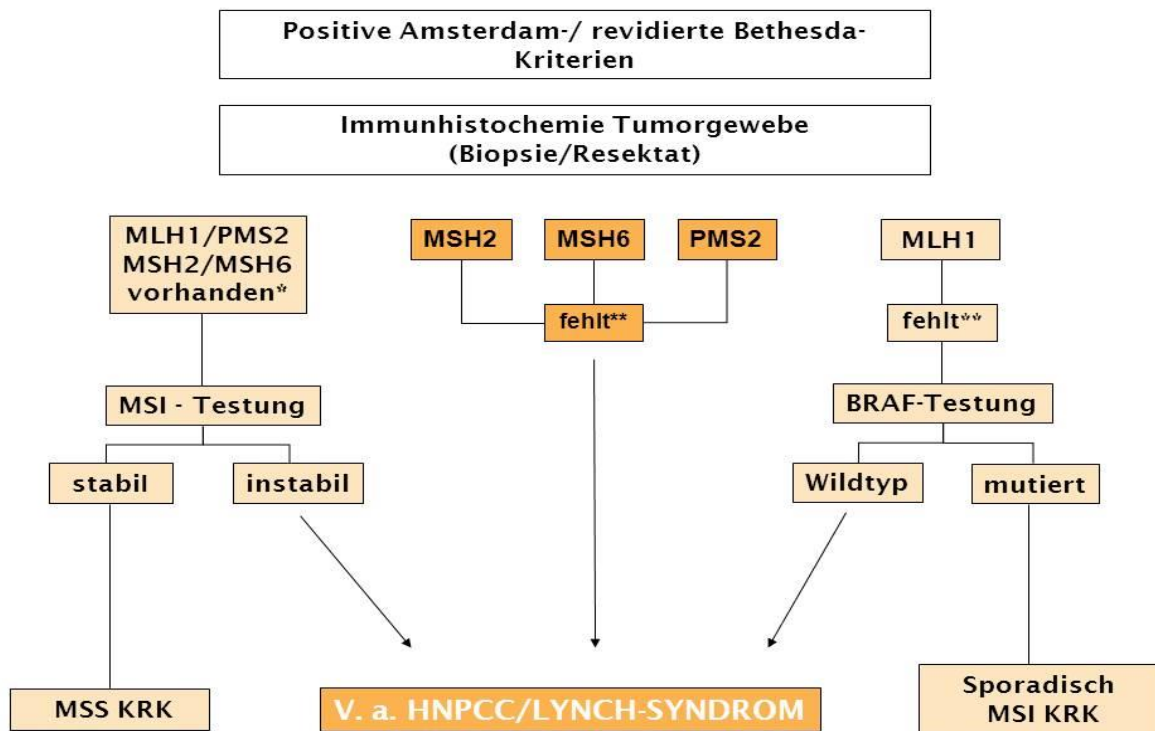 Positive Amsterdam-/ revidierte Bethesda-
Kriterien
Immunhistochemie Tumorgewebe
(Biopsie/Resektat)
MLH1/PMS2
MSH2/MSH6
vorhanden*
MSH2
MSH6
PMS2
MLH1
fehlt**
fehlt**
MSI - Testung
BRAF-Testung
stabil
instabil
Wildtyp
mutiert
MSS KRK
V. a. HNPCC/LYNCH-SYNDROM
Sporadisch
MSI KRK